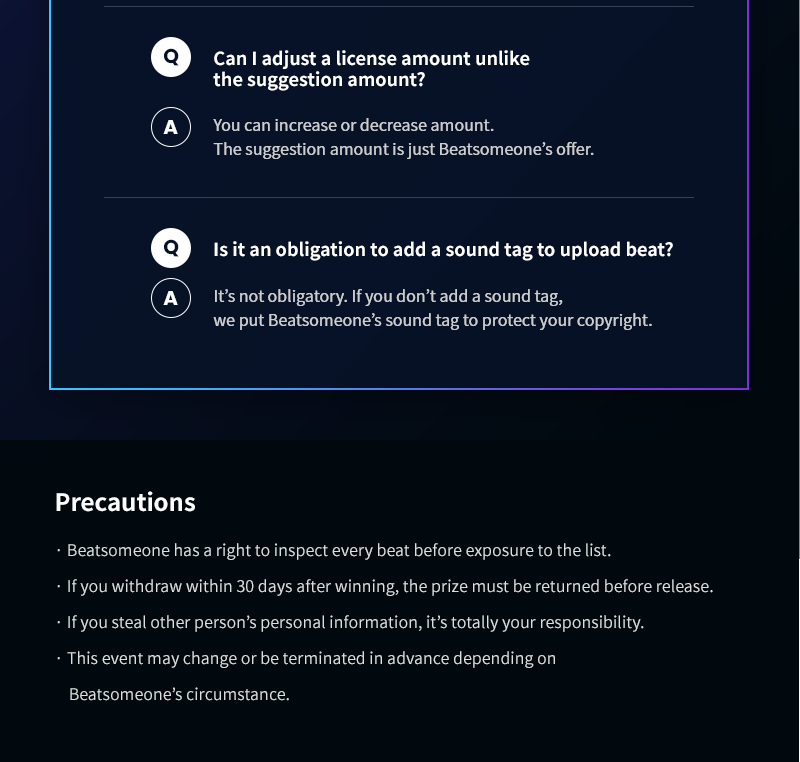 Q Can I adjust a license amount unlike
the suggestion amount?
A You can increase or decrease amount.
The suggestion amount is just Beatsomeone’s offer.
Q Is it an obligation to add a sound tag to upload beat?
A It’s not obligatory. If you don’t add a sound tag,
we put Beatsomeone’s sound tag to protect your copyright.
Precautions
· Beatsomeone has a right to inspect every beat before exposure to the list.
· If you withdraw within 30 days after winning, the prize must be returned before release.
· If you steal other person’s personal information, it’s totally your responsibility.
· This event may change or be terminated in advance depending on
Beatsomeone’s circumstance.